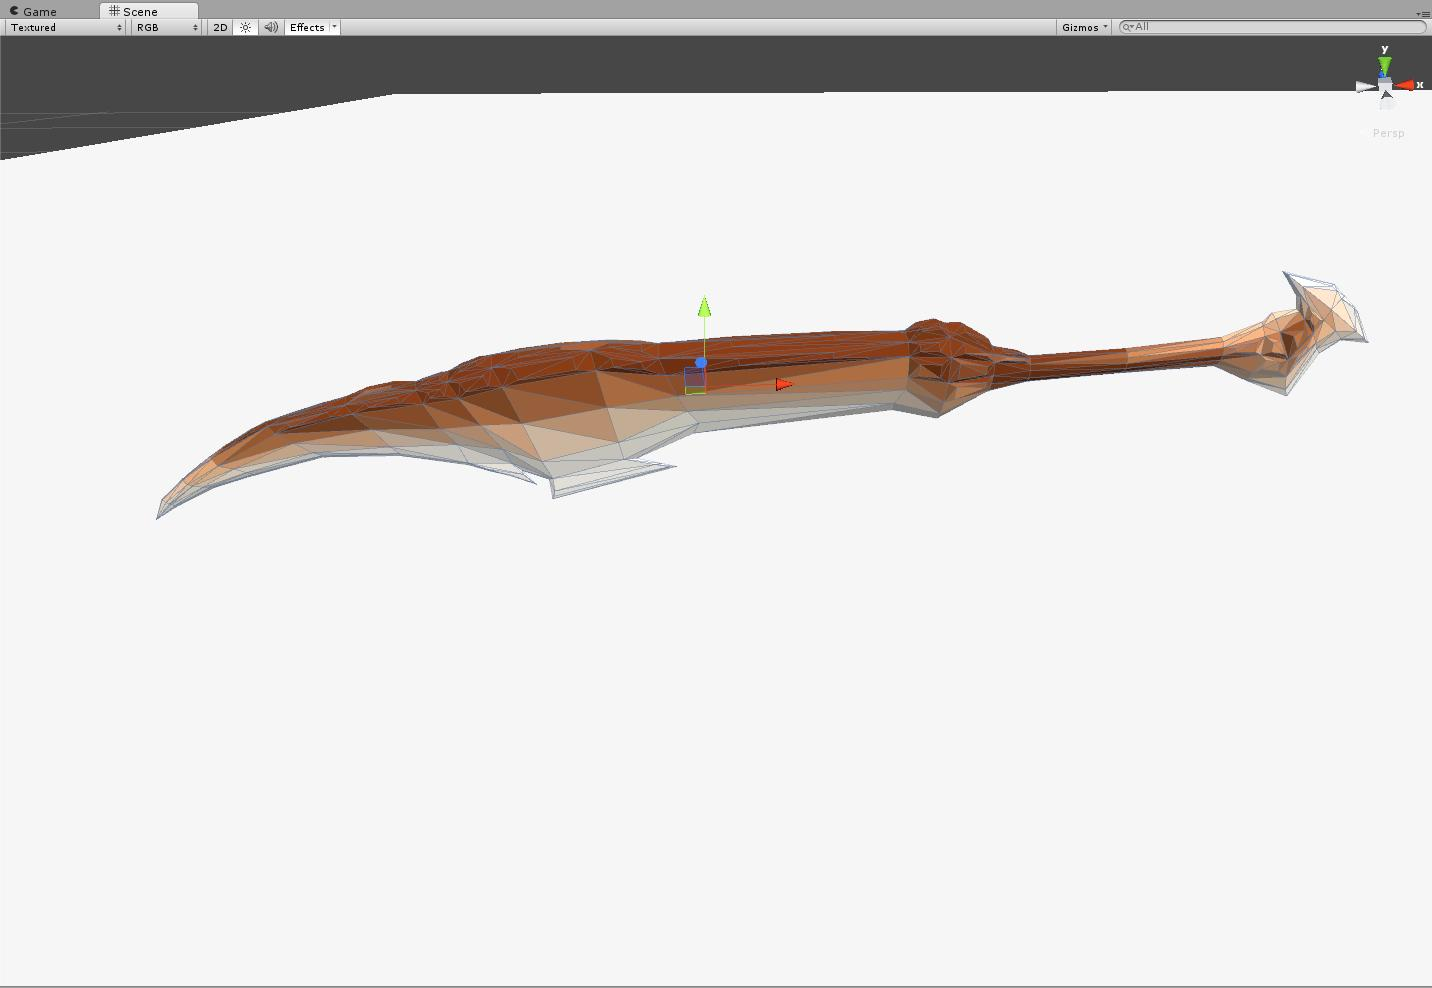 Game Scene
Textured RGB 2D Effects Gizmos All
y
x
Persp